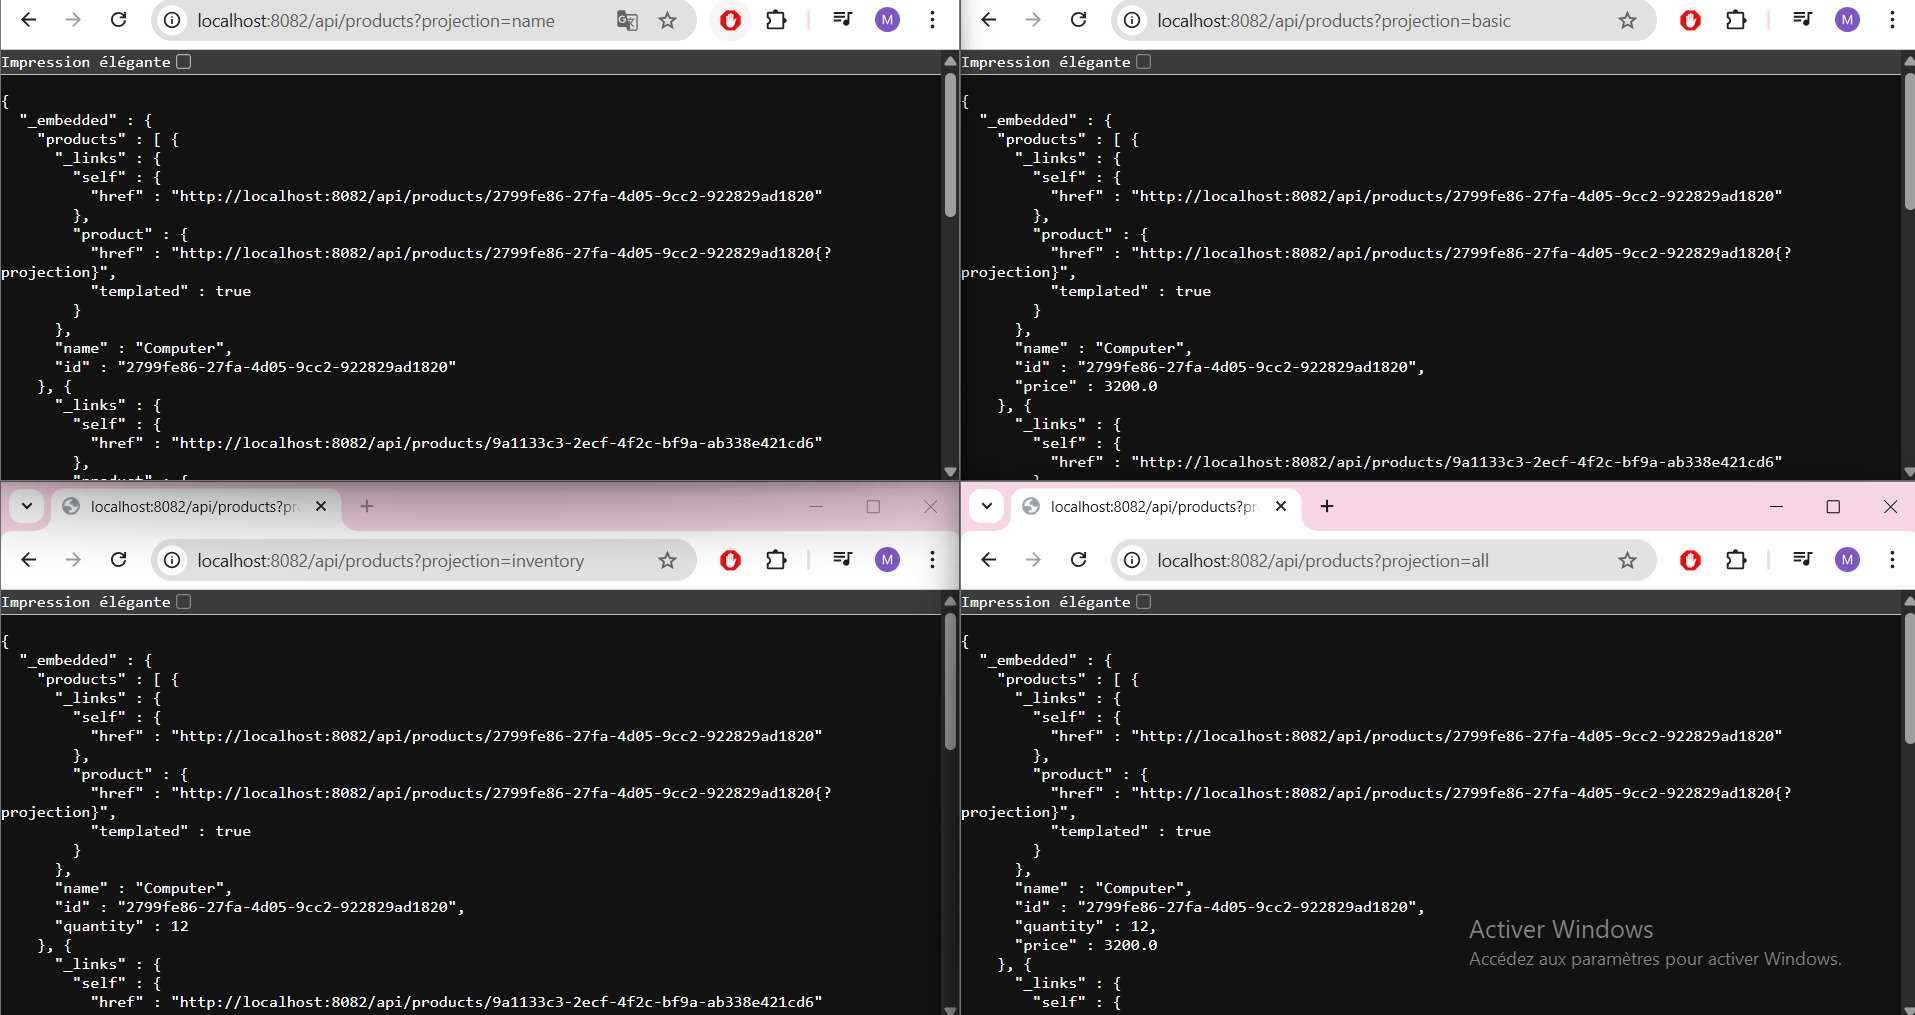 localhost:8082/api/products?projection=name
Impression élégante
{
  "_embedded" : {
    "products" : [ {
      "_links" : {
        "self" : {
          "href" : "http://localhost:8082/api/products/2799fe86-27fa-4d05-9cc2-922829ad1820"
        },
        "product" : {
          "href" : "http://localhost:8082/api/products/2799fe86-27fa-4d05-9cc2-922829ad1820{?
projection}",
          "templated" : true
        }
      },
      "name" : "Computer",
      "id" : "2799fe86-27fa-4d05-9cc2-922829ad1820"
    }, {
      "_links" : {
        "self" : {
          "href" : "http://localhost:8082/api/products/9a1133c3-2ecf-4f2c-bf9a-ab338e421cd6"
        },
        "product" : {
localhost:8082/api/products?projection=basic
M
Impression élégante
{
  "_embedded" : {
    "products" : [ {
      "_links" : {
        "self" : {
          "href" : "http://localhost:8082/api/products/2799fe86-27fa-4d05-9cc2-922829ad1820"
        },
        "product" : {
          "href" : "http://localhost:8082/api/products/2799fe86-27fa-4d05-9cc2-922829ad1820{?
projection}",
          "templated" : true
        }
      },
      "name" : "Computer",
      "id" : "2799fe86-27fa-4d05-9cc2-922829ad1820",
      "price" : 3200.0
    }, {
      "_links" : {
        "self" : {
          "href" : "http://localhost:8082/api/products/9a1133c3-2ecf-4f2c-bf9a-ab338e421cd6"
localhost:8082/api/products?pr
localhost:8082/api/products?projection=inventory
M
Impression élégante
{
  "_embedded" : {
    "products" : [ {
      "_links" : {
        "self" : {
          "href" : "http://localhost:8082/api/products/2799fe86-27fa-4d05-9cc2-922829ad1820"
        },
        "product" : {
          "href" : "http://localhost:8082/api/products/2799fe86-27fa-4d05-9cc2-922829ad1820{?
projection}",
          "templated" : true
        }
      },
      "name" : "Computer",
      "id" : "2799fe86-27fa-4d05-9cc2-922829ad1820",
      "quantity" : 12
    }, {
      "_links" : {
        "self" : {
          "href" : "http://localhost:8082/api/products/9a1133c3-2ecf-4f2c-bf9a-ab338e421cd6"
localhost:8082/api/products?pr
localhost:8082/api/products?projection=all
M
Impression élégante
{
  "_embedded" : {
    "products" : [ {
      "_links" : {
        "self" : {
          "href" : "http://localhost:8082/api/products/2799fe86-27fa-4d05-9cc2-922829ad1820"
        },
        "product" : {
          "href" : "http://localhost:8082/api/products/2799fe86-27fa-4d05-9cc2-922829ad1820{?
projection}",
          "templated" : true
        }
      },
      "name" : "Computer",
      "id" : "2799fe86-27fa-4d05-9cc2-922829ad1820",
      "quantity" : 12,
      "price" : 3200.0
    }, {
      "_links" : {
        "self" : {
Activer Windows
Accédez aux paramètres pour activer Windows.